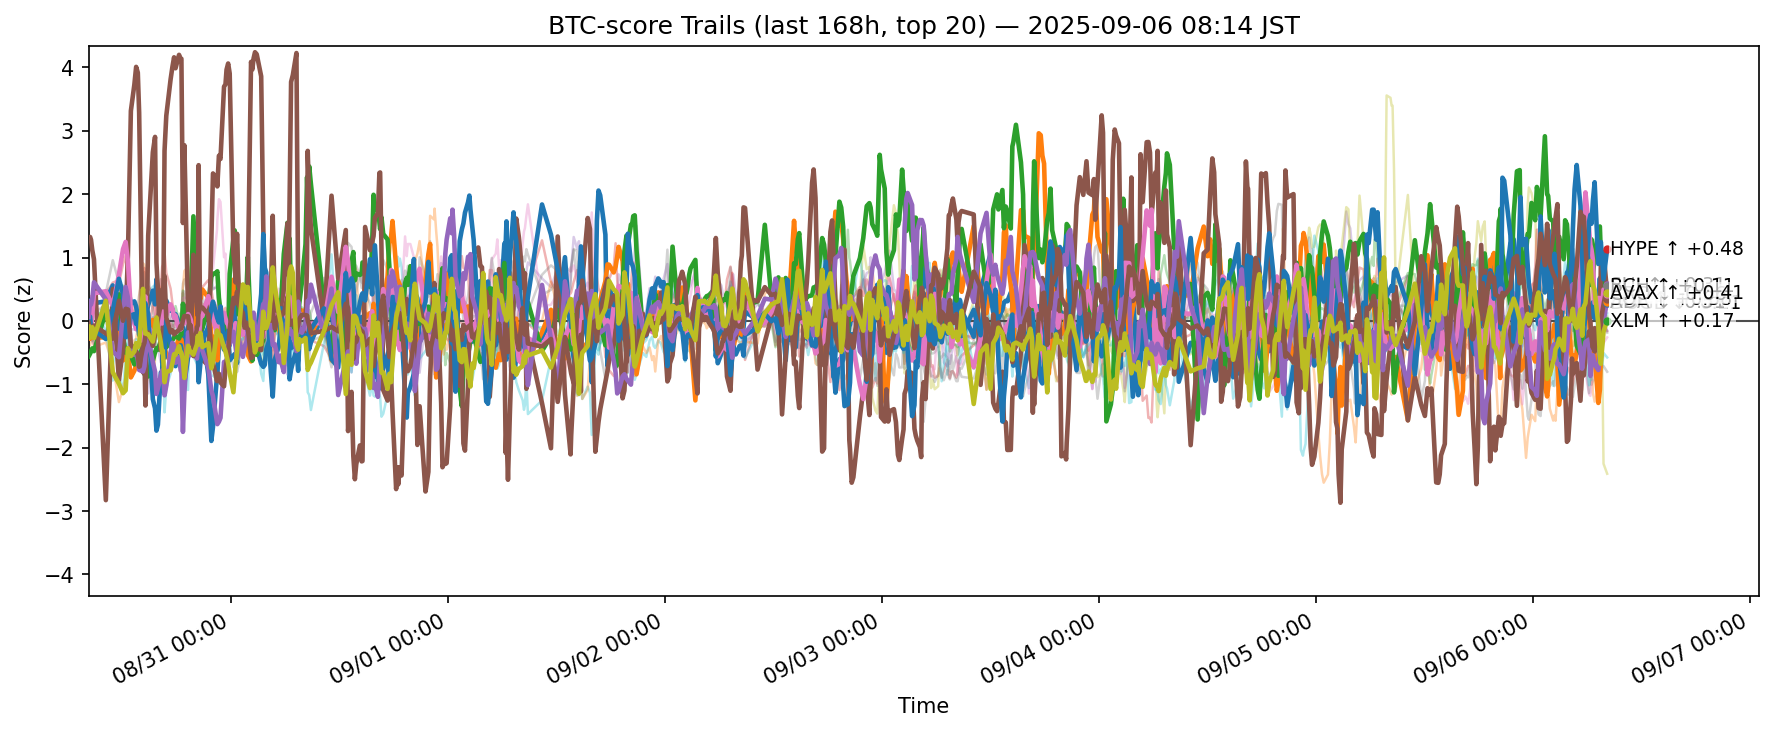 BTC-score Trails (last 168h, top 20) — 2025-09-06 08:14 JST
Score (z)
4
3
2
1
0
−1
−2
−3
−4
HYPE ↑ +0.48
AVAX ↑ +0.41
XLM ↑ +0.17
08/31 00:00
09/01 00:00
09/02 00:00
09/03 00:00
09/04 00:00
09/05 00:00
09/06 00:00
09/07 00:00
Time